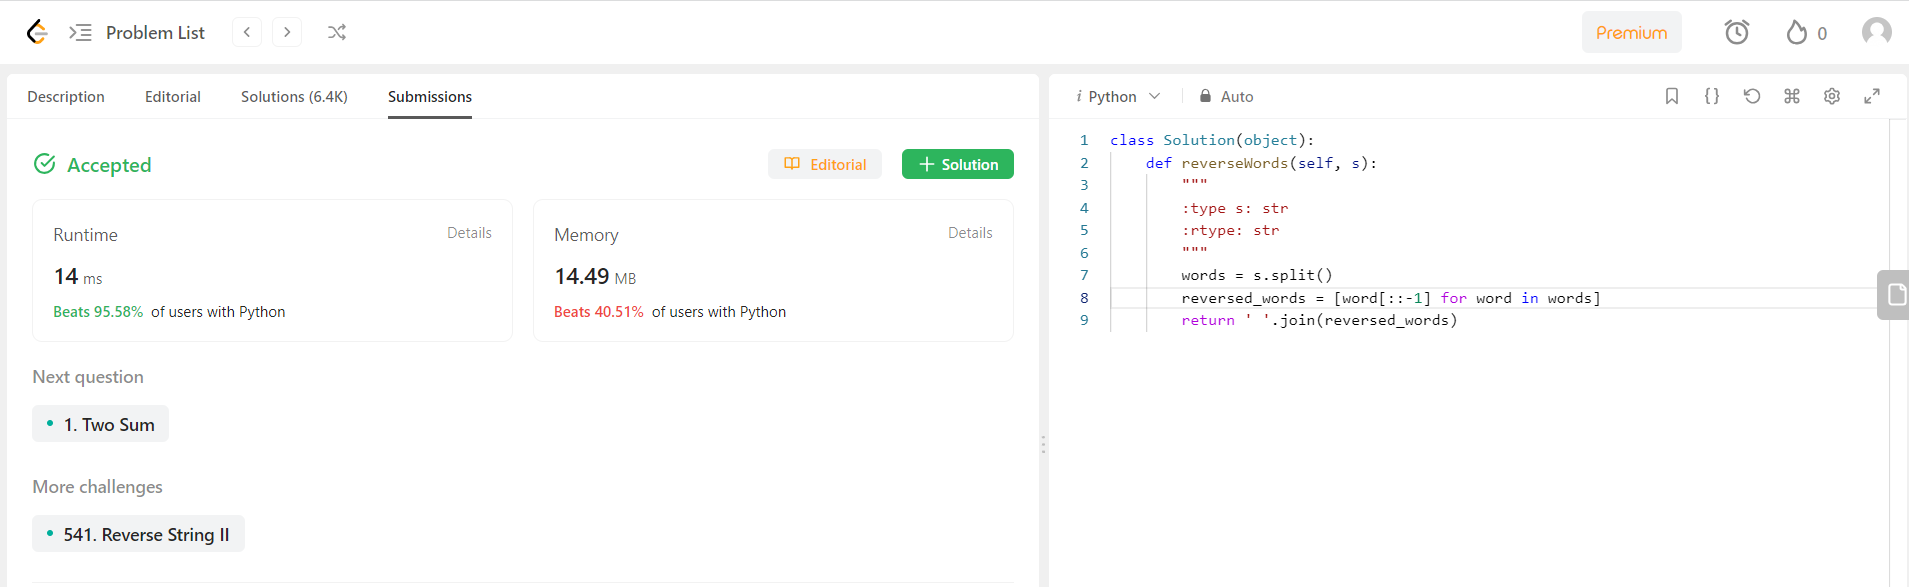 Problem List
Premium
0
Description Editorial Solutions (6.4K) Submissions
Accepted
Editorial
Solution
Runtime Details
14 ms
Beats 95.58% of users with Python
Memory Details
14.49 MB
Beats 40.51% of users with Python
Next question
1. Two Sum
More challenges
541. Reverse String II
i Python Auto
1 class Solution(object):
2     def reverseWords(self, s):
3         """
4         :type s: str
5         :rtype: str
6         """
7         words = s.split()
8         reversed_words = [word[::-1] for word in words]
9         return ' '.join(reversed_words)